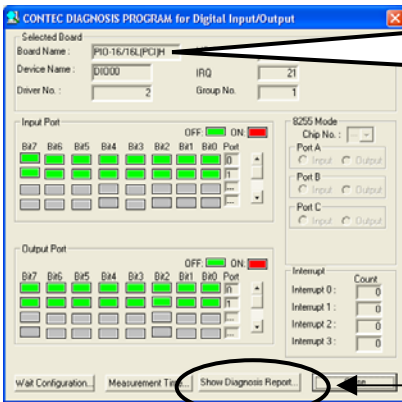 CONTEC DIAGNOSIS PROGRAM for Digital Input/Output
Selected Board
Board Name : PIO-16/16L(PCI)H
Device Name : DIO00 IRQ 21
Driver No. : 2 Group No. 1
Input Port
OFF: ON:
Bit7 Bit6 Bit5 Bit4 Bit3 Bit2 Bit1 Bit0 Port
0
1
---
---
8255 Mode
Chip No. : --
Port A
Input Output
Port B
Input Output
Port C
Input Output
Output Port
OFF: ON:
Bit7 Bit6 Bit5 Bit4 Bit3 Bit2 Bit1 Bit0 Port
0
1
---
---
Interrupt
Count
Interrupt 0 : 0
Interrupt 1 : 0
Interrupt 2 : 0
Interrupt 3 : 0
Wait Configuration... Measurement Show Diagnosis Report...